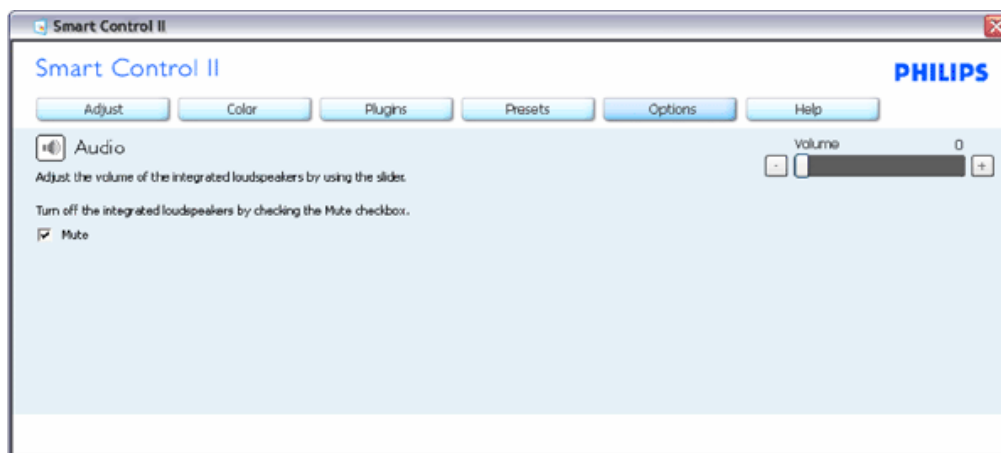 Smart Control II
Smart Control II
PHILIPS
Adjust Color Plugins Presets Options Help
Audio
Volume 0
- +
Adjust the volume of the integrated loudspeakers by using the slider.
Turn off the integrated loudspeakers by checking the Mute checkbox.
Mute